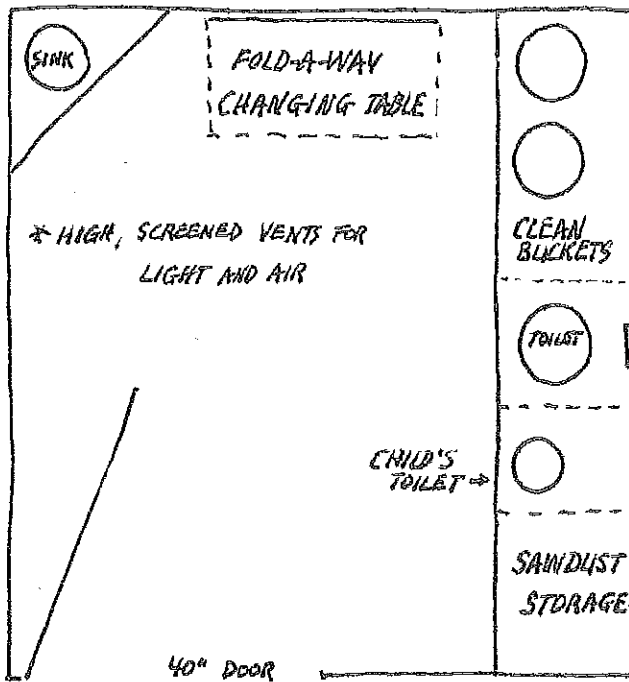 SINK
FOLD-A-WAY
CHANGING TABLE
* HIGH, SCREENED VENTS FOR
LIGHT AND AIR
CLEAN
BUCKETS
TOILET
CHILD'S
TOILET ⇒
SAWDUST
STORAGE
40" DOOR